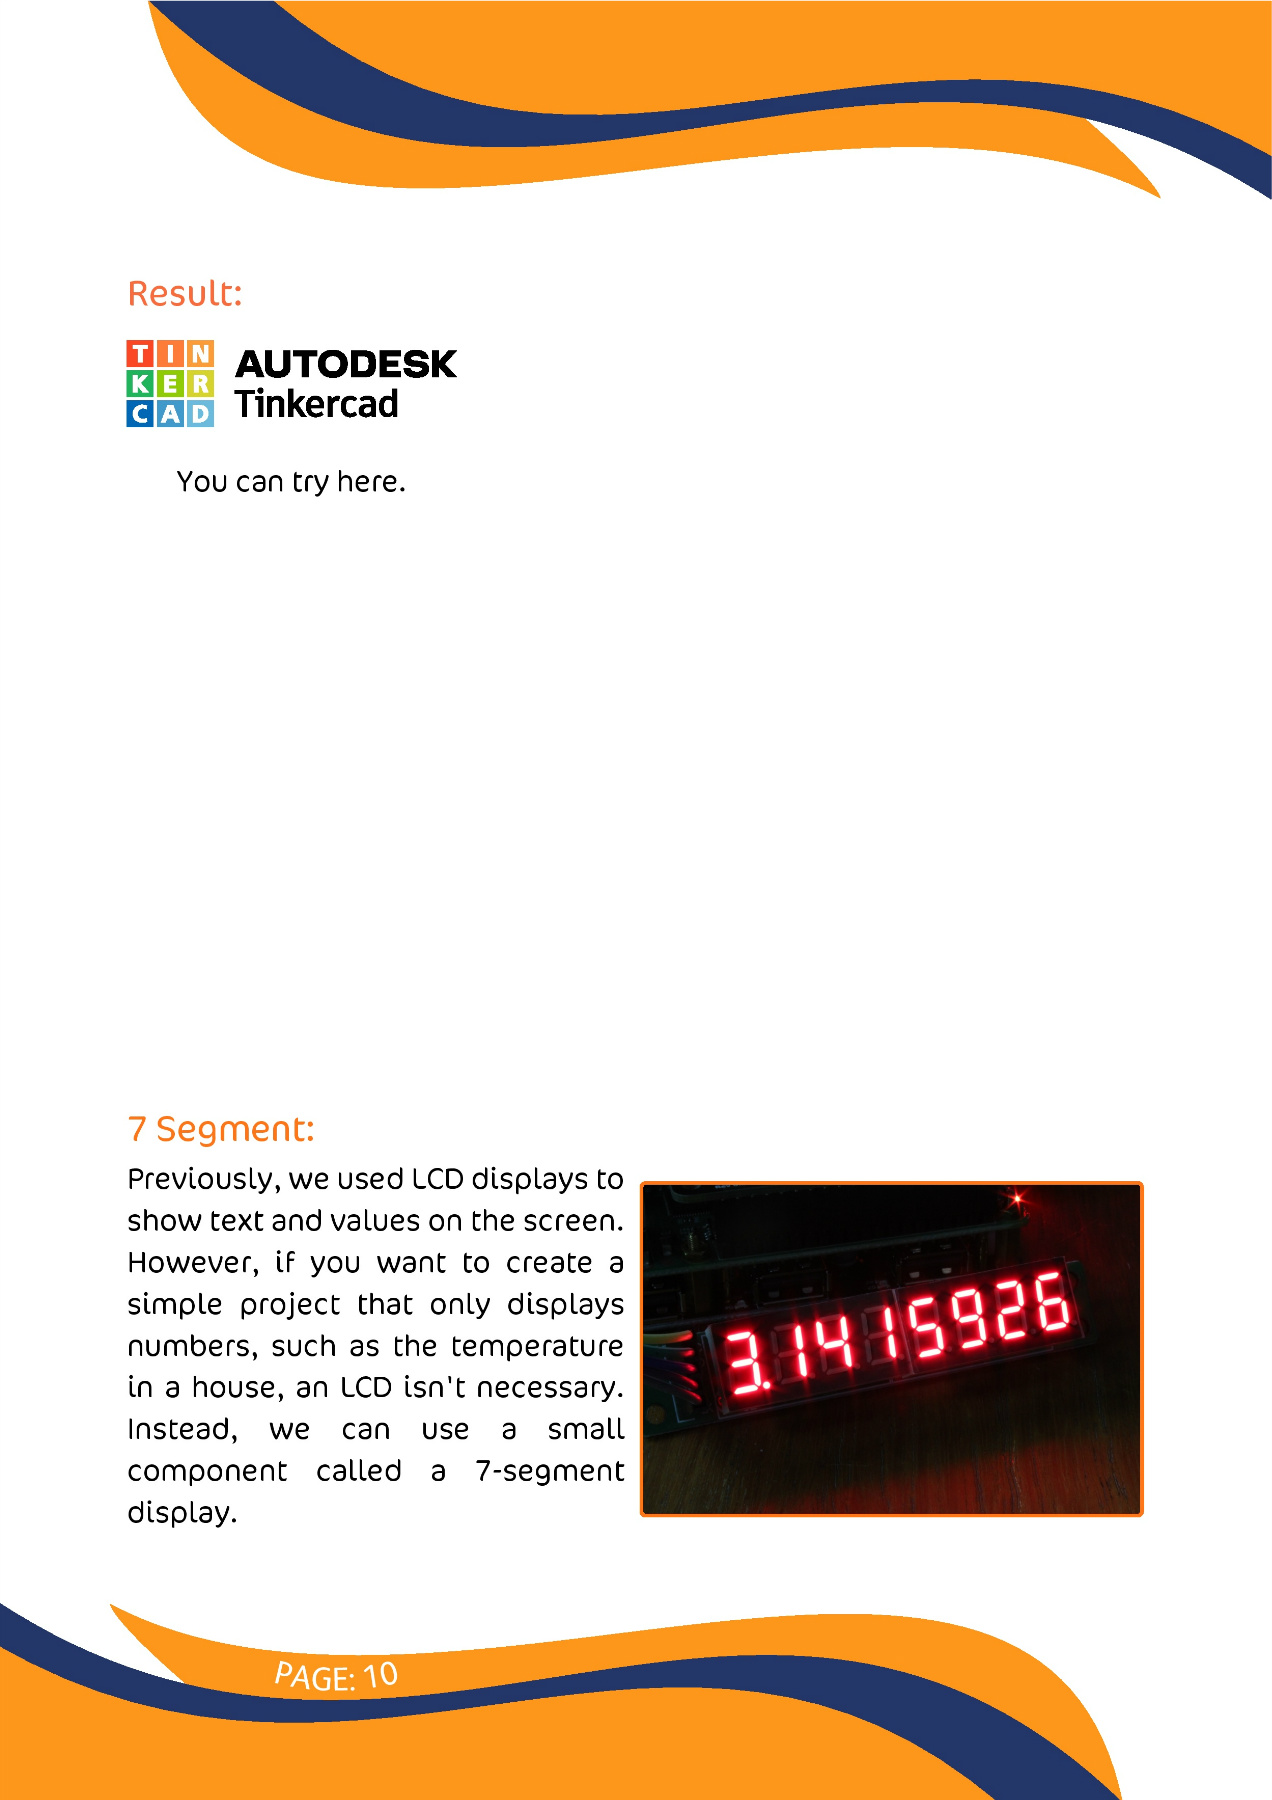 Result:
TIN
KER
CAD
AUTODESK
Tinkercad
You can try here.
7 Segment:
Previously, we used LCD displays to
show text and values on the screen.
However, if you want to create a
simple project that only displays
numbers, such as the temperature
in a house, an LCD isn't necessary.
Instead, we can use a small
component called a 7-segment
display.
3.1415926
PAGE: 10